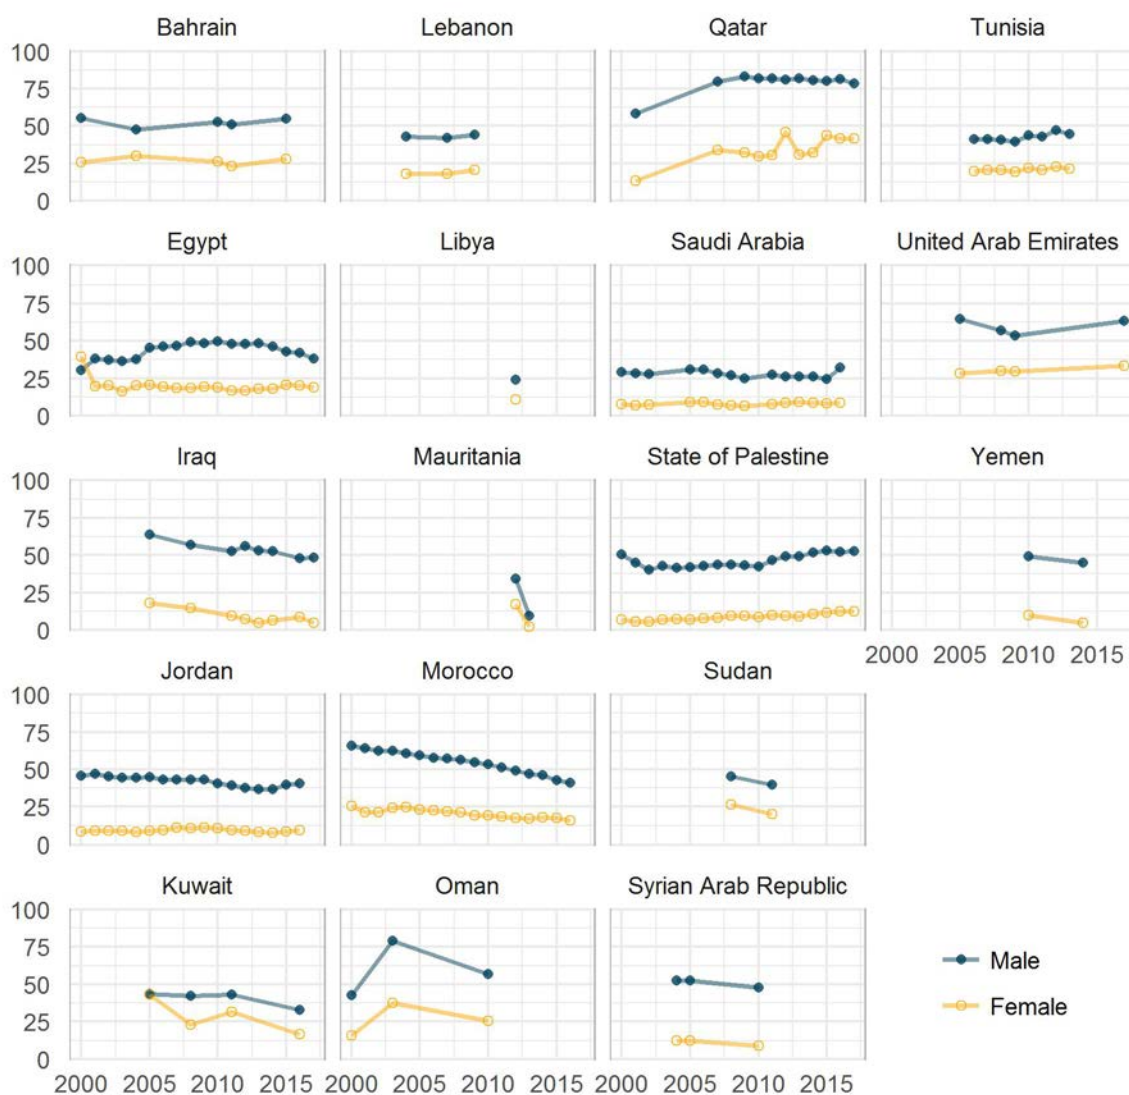 Bahrain Lebanon Qatar Tunisia
100
75
50
25
0
Egypt Libya Saudi Arabia United Arab Emirates
100
75
50
25
0
Iraq Mauritania State of Palestine Yemen
100
75
50
25
0
2000 2005 2010 2015
Jordan Morocco Sudan
100
75
50
25
0
Kuwait Oman Syrian Arab Republic
100
75
50
25
0
Male
Female
2000 2005 2010 2015 2000 2005 2010 2015 2000 2005 2010 2015